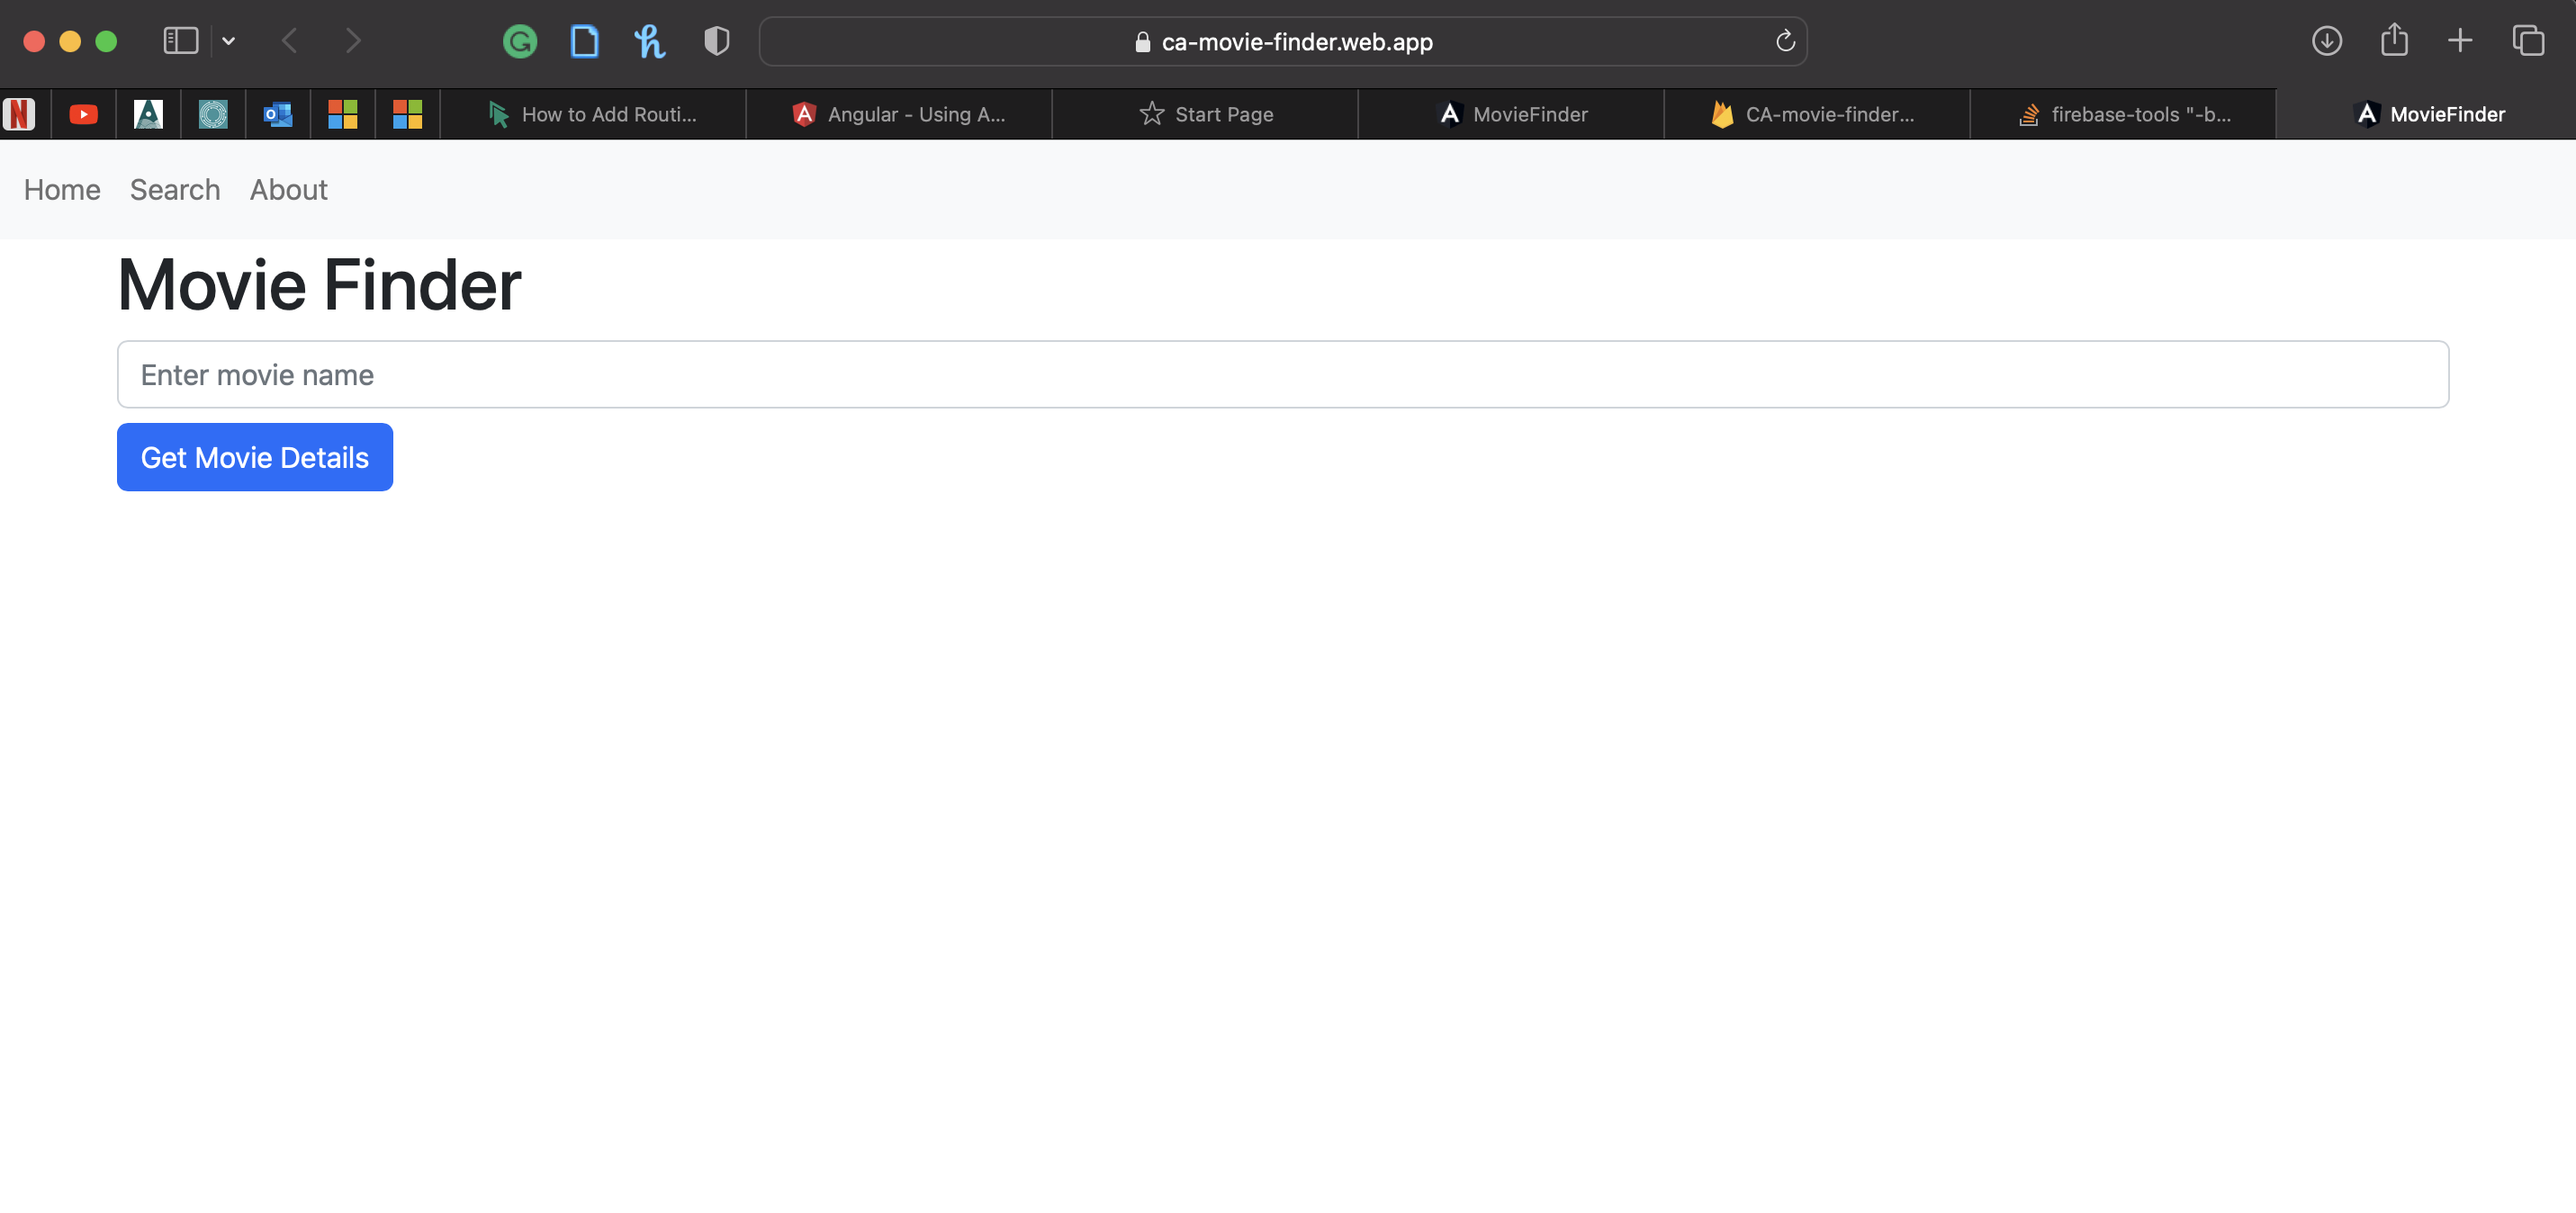 ca-movie-finder.web.app
How to Add Routi...
Angular - Using A...
Start Page
MovieFinder
CA-movie-finder...
firebase-tools "-b...
MovieFinder
Home Search About
Movie Finder
Enter movie name
Get Movie Details